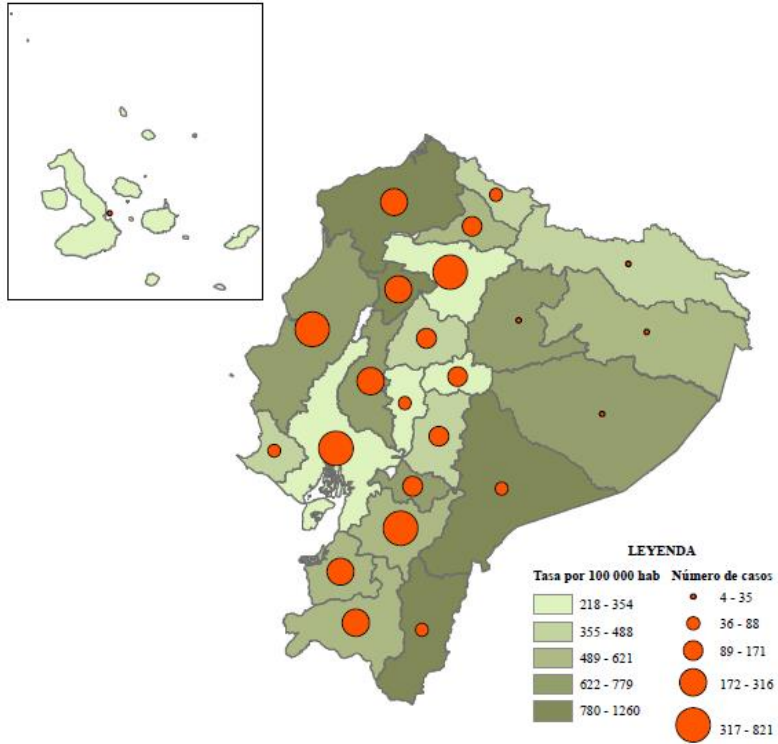 LEYENDA
Tasa por 100 000 hab Número de casos
218 - 354 4 - 35
355 - 488 36 - 88
489 - 621 89 - 171
622 - 779 172 - 316
780 - 1260 317 - 821